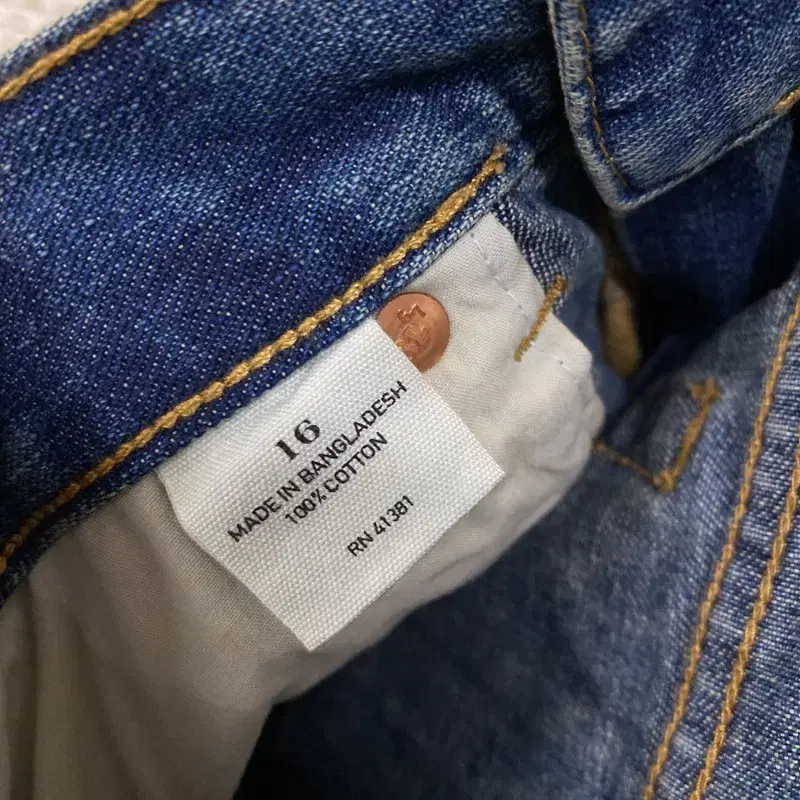 16
MADE IN BANGLADESH
100% COTTON
RN 41381